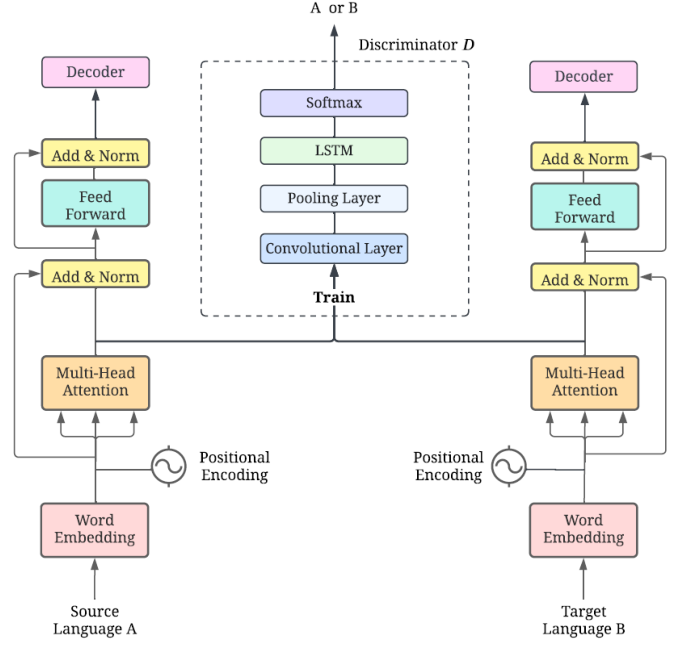 A or B
Discriminator D
Decoder
Add & Norm
Feed
Forward
Add & Norm
Multi-Head
Attention
Positional
Encoding
Word
Embedding
Source
Language A
Softmax
LSTM
Pooling Layer
Convolutional Layer
Train
Decoder
Add & Norm
Feed
Forward
Add & Norm
Multi-Head
Attention
Positional
Encoding
Word
Embedding
Target
Language B